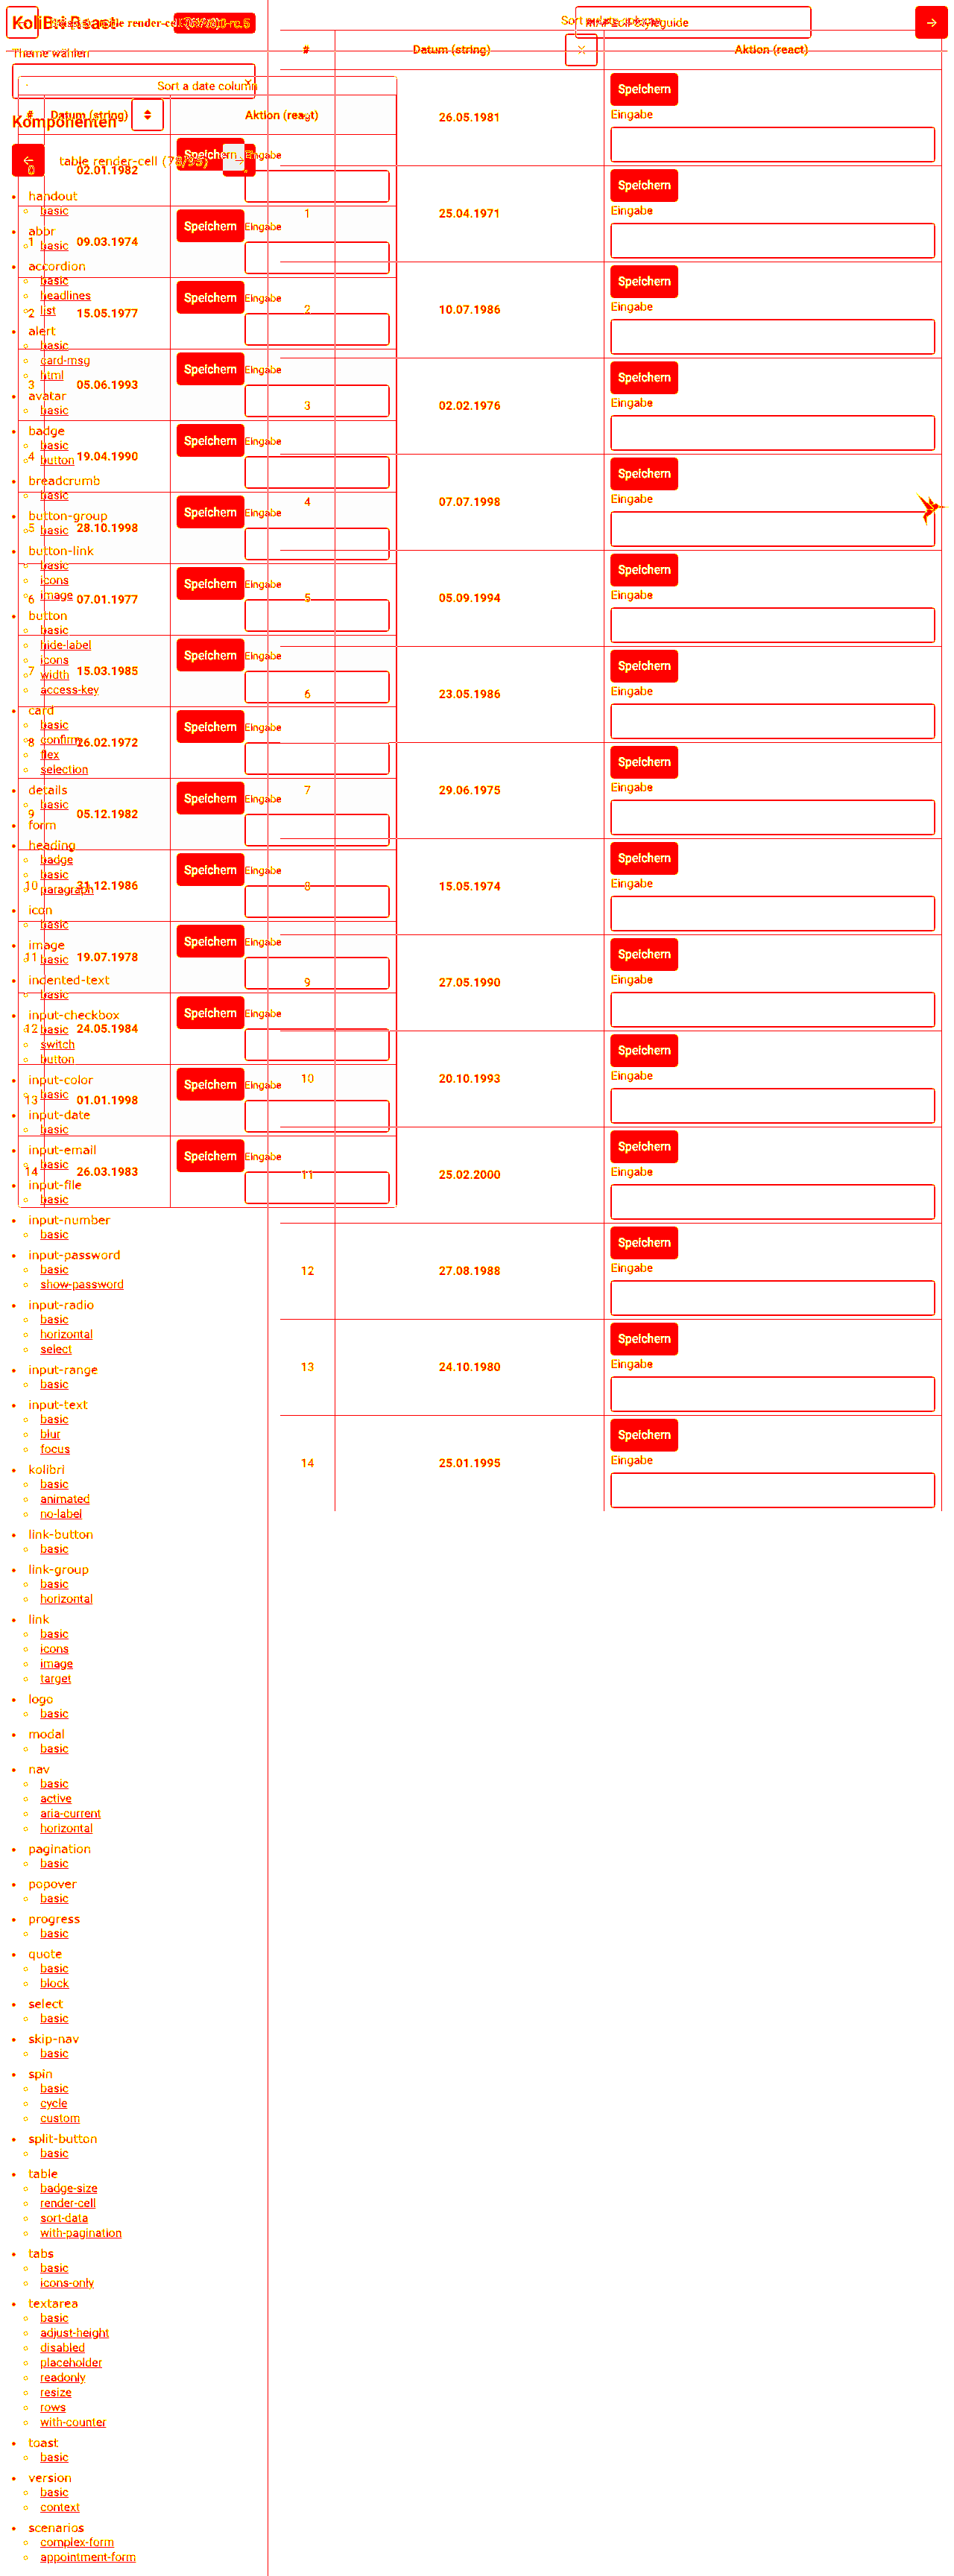 KoliBri React
Theme wählen
Sort a date column
# Datum (string) Aktion (react)
Komponenten
table render-cell
0 02.01.1982 Speichern Eingabe
1 09.03.1974 Speichern Eingabe
2 15.05.1977 Speichern Eingabe
3 05.06.1993 Speichern Eingabe
4 19.04.1990 Speichern Eingabe
5 28.10.1998 Speichern Eingabe
6 07.01.1977 Speichern Eingabe
7 15.03.1985 Speichern Eingabe
8 26.02.1972 Speichern Eingabe
9 05.12.1982 Speichern Eingabe
10 31.12.1986 Speichern Eingabe
11 19.07.1978 Speichern Eingabe
12 24.05.1984 Speichern Eingabe
13 01.01.1998 Speichern Eingabe
14 26.03.1983 Speichern Eingabe
handout
basic
abbr
basic
accordion
basic
headlines
list
alert
basic
card-msg
html
avatar
basic
badge
basic
button
breadcrumb
basic
button-group
basic
button-link
basic
icons
image
button
basic
hide-label
icons
width
access-key
card
basic
confirm
flex
selection
details
basic
form
heading
badge
basic
paragraph
icon
basic
image
basic
indented-text
basic
input-checkbox
basic
switch
button
input-color
basic
input-date
basic
input-email
basic
input-file
basic
input-number
basic
input-password
basic
show-password
input-radio
basic
horizontal
select
input-range
basic
input-text
basic
blur
focus
kolibri
basic
animated
no-label
link-button
basic
link-group
basic
horizontal
link
basic
icons
image
target
logo
basic
modal
basic
nav
basic
active
aria-current
horizontal
pagination
basic
popover
basic
progress
basic
quote
basic
block
select
basic
skip-nav
basic
spin
basic
cycle
custom
split-button
basic
table
badge-size
render-cell
sort-data
with-pagination
tabs
basic
icons-only
textarea
basic
adjust-height
disabled
placeholder
readonly
resize
rows
with-counter
toast
basic
version
basic
context
scenarios
complex-form
appointment-form
# Datum (string) Aktion (react)
26.05.1981 Speichern
Eingabe
1 25.04.1971 Speichern
Eingabe
2 10.07.1986 Speichern
Eingabe
3 02.02.1976 Speichern
Eingabe
4 07.07.1998 Speichern
Eingabe
5 05.09.1994 Speichern
Eingabe
6 23.05.1986 Speichern
Eingabe
7 29.06.1975 Speichern
Eingabe
8 15.05.1974 Speichern
Eingabe
9 27.05.1990 Speichern
Eingabe
10 20.10.1993 Speichern
Eingabe
11 25.02.2000 Speichern
Eingabe
12 27.08.1988 Speichern
Eingabe
13 24.10.1980 Speichern
Eingabe
14 25.01.1995 Speichern
Eingabe